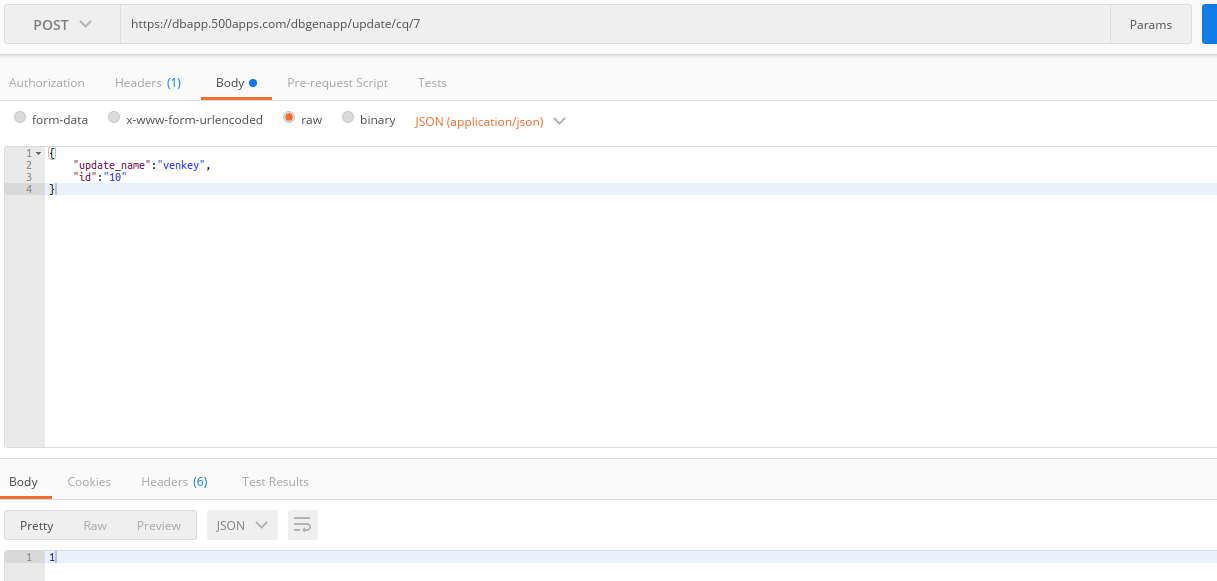 POST https://dbapp.500apps.com/dbgenapp/update/cq/7 Params
Authorization Headers (1) Body Pre-request Script Tests
form-data x-www-form-urlencoded raw binary JSON (application/json)
1 {
2 "update_name":"venkey",
3 "id":"10"
4 }
Body Cookies Headers (6) Test Results
Pretty Raw Preview JSON
1 1